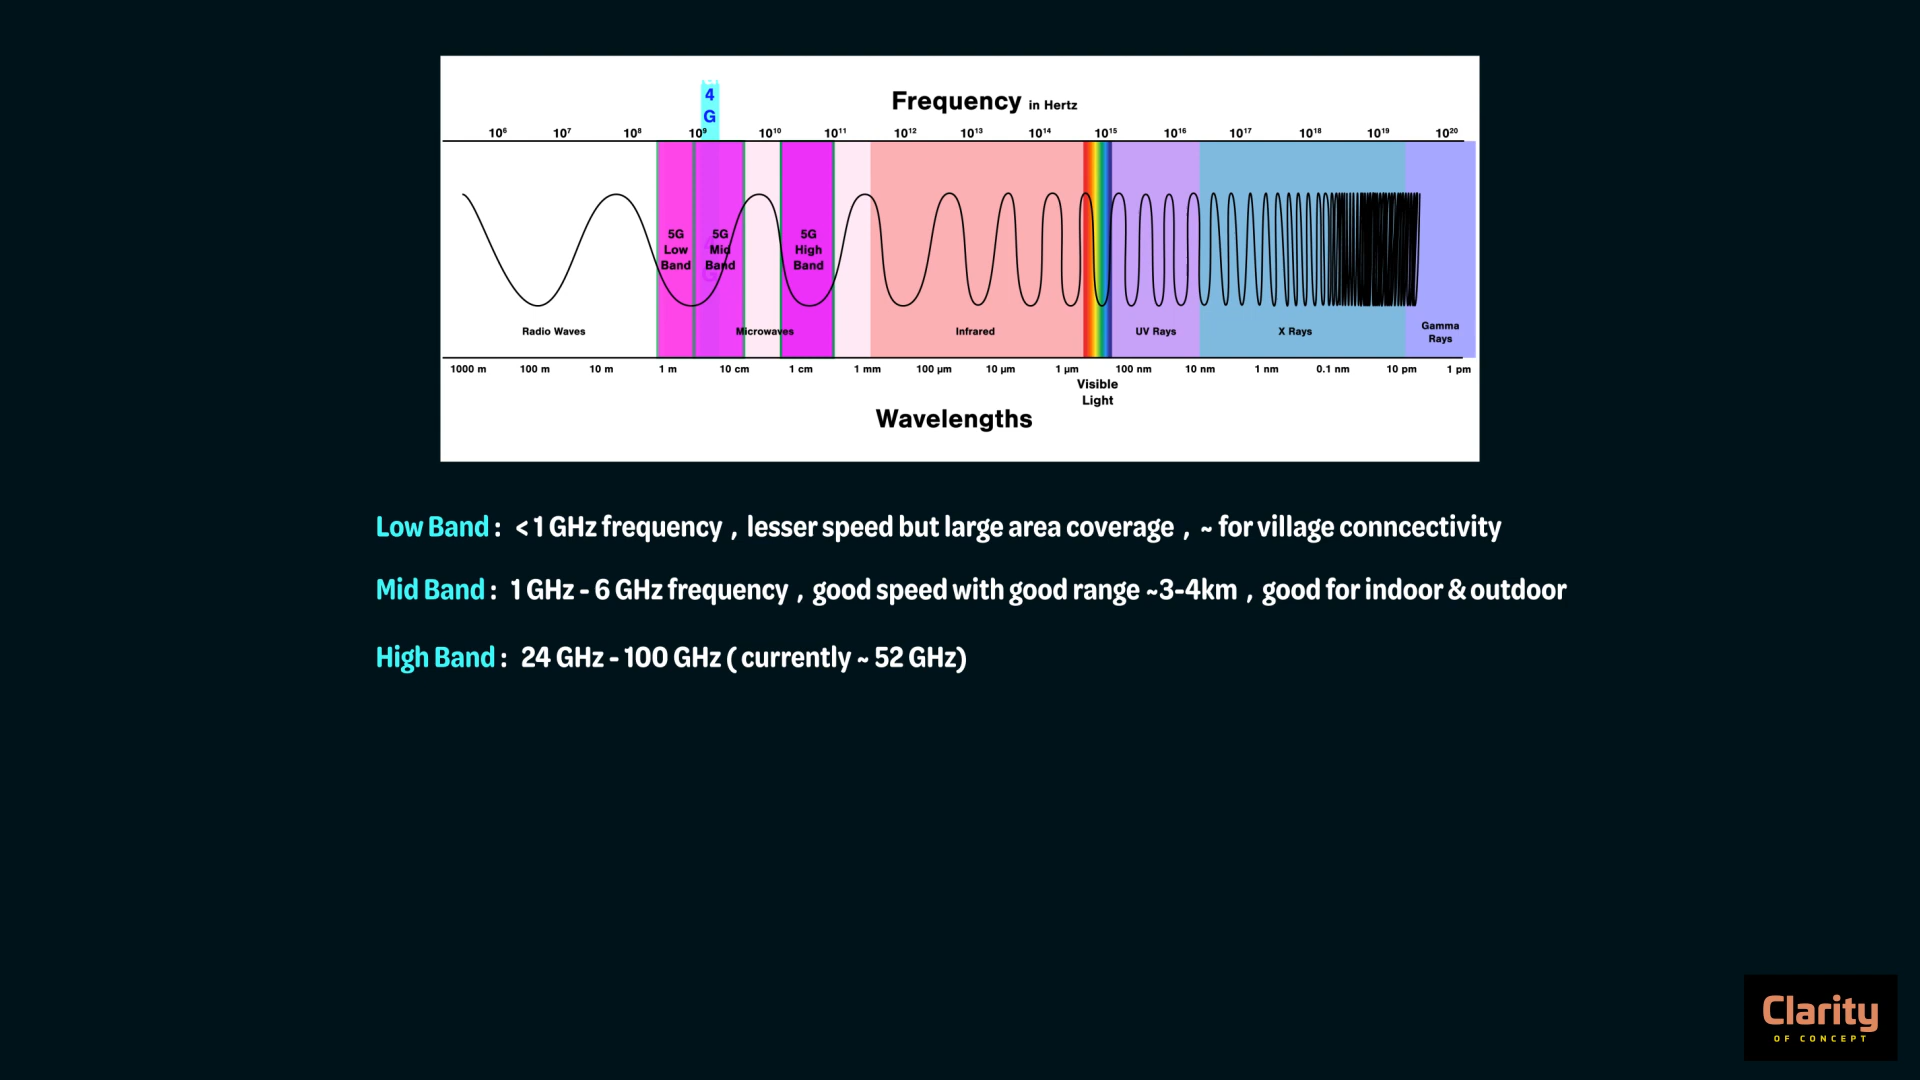 4
G
Frequency in Hertz
10⁶ 10⁷ 10⁸ 10⁹ 10¹⁰ 10¹¹ 10¹² 10¹³ 10¹⁴ 10¹⁵ 10¹⁶ 10¹⁷ 10¹⁸ 10¹⁹ 10²⁰
5G
Low
Band
5G
Mid
Band
5G
High
Band
Radio Waves
Microwaves
Infrared
UV Rays
X Rays
Gamma
Rays
1000 m 100 m 10 m 1 m 10 cm 1 cm 1 mm 100 µm 10 µm 1 µm 100 nm 10 nm 1 nm 0.1 nm 10 pm 1 pm
Visible
Light
Wavelengths
Low Band : < 1 GHz frequency , lesser speed but large area coverage , ~ for village conncectivity
Mid Band : 1 GHz - 6 GHz frequency , good speed with good range ~3-4km , good for indoor & outdoor
High Band : 24 GHz - 100 GHz ( currently ~ 52 GHz)
Clarity
OF CONCEPT